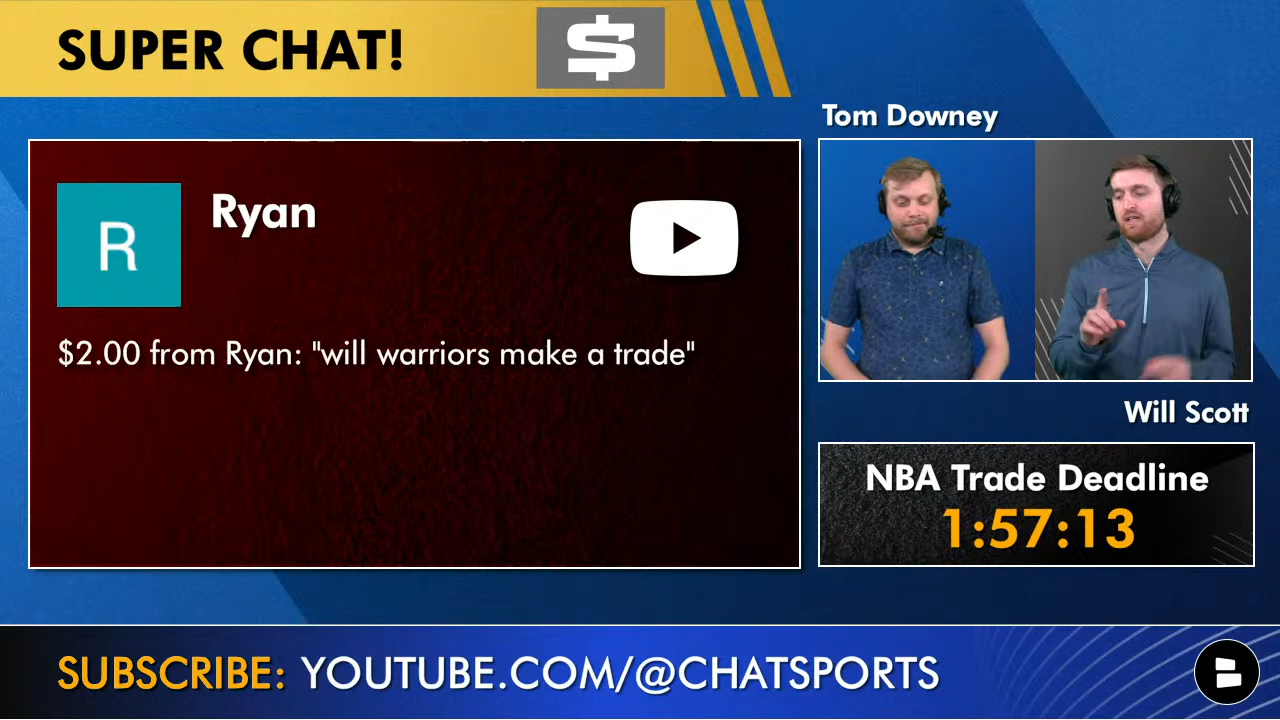 SUPER CHAT!
$
Tom Downey
R
Ryan
$2.00 from Ryan: "will warriors make a trade"
Will Scott
NBA Trade Deadline
1:57:13
SUBSCRIBE: YOUTUBE.COM/@CHATSPORTS